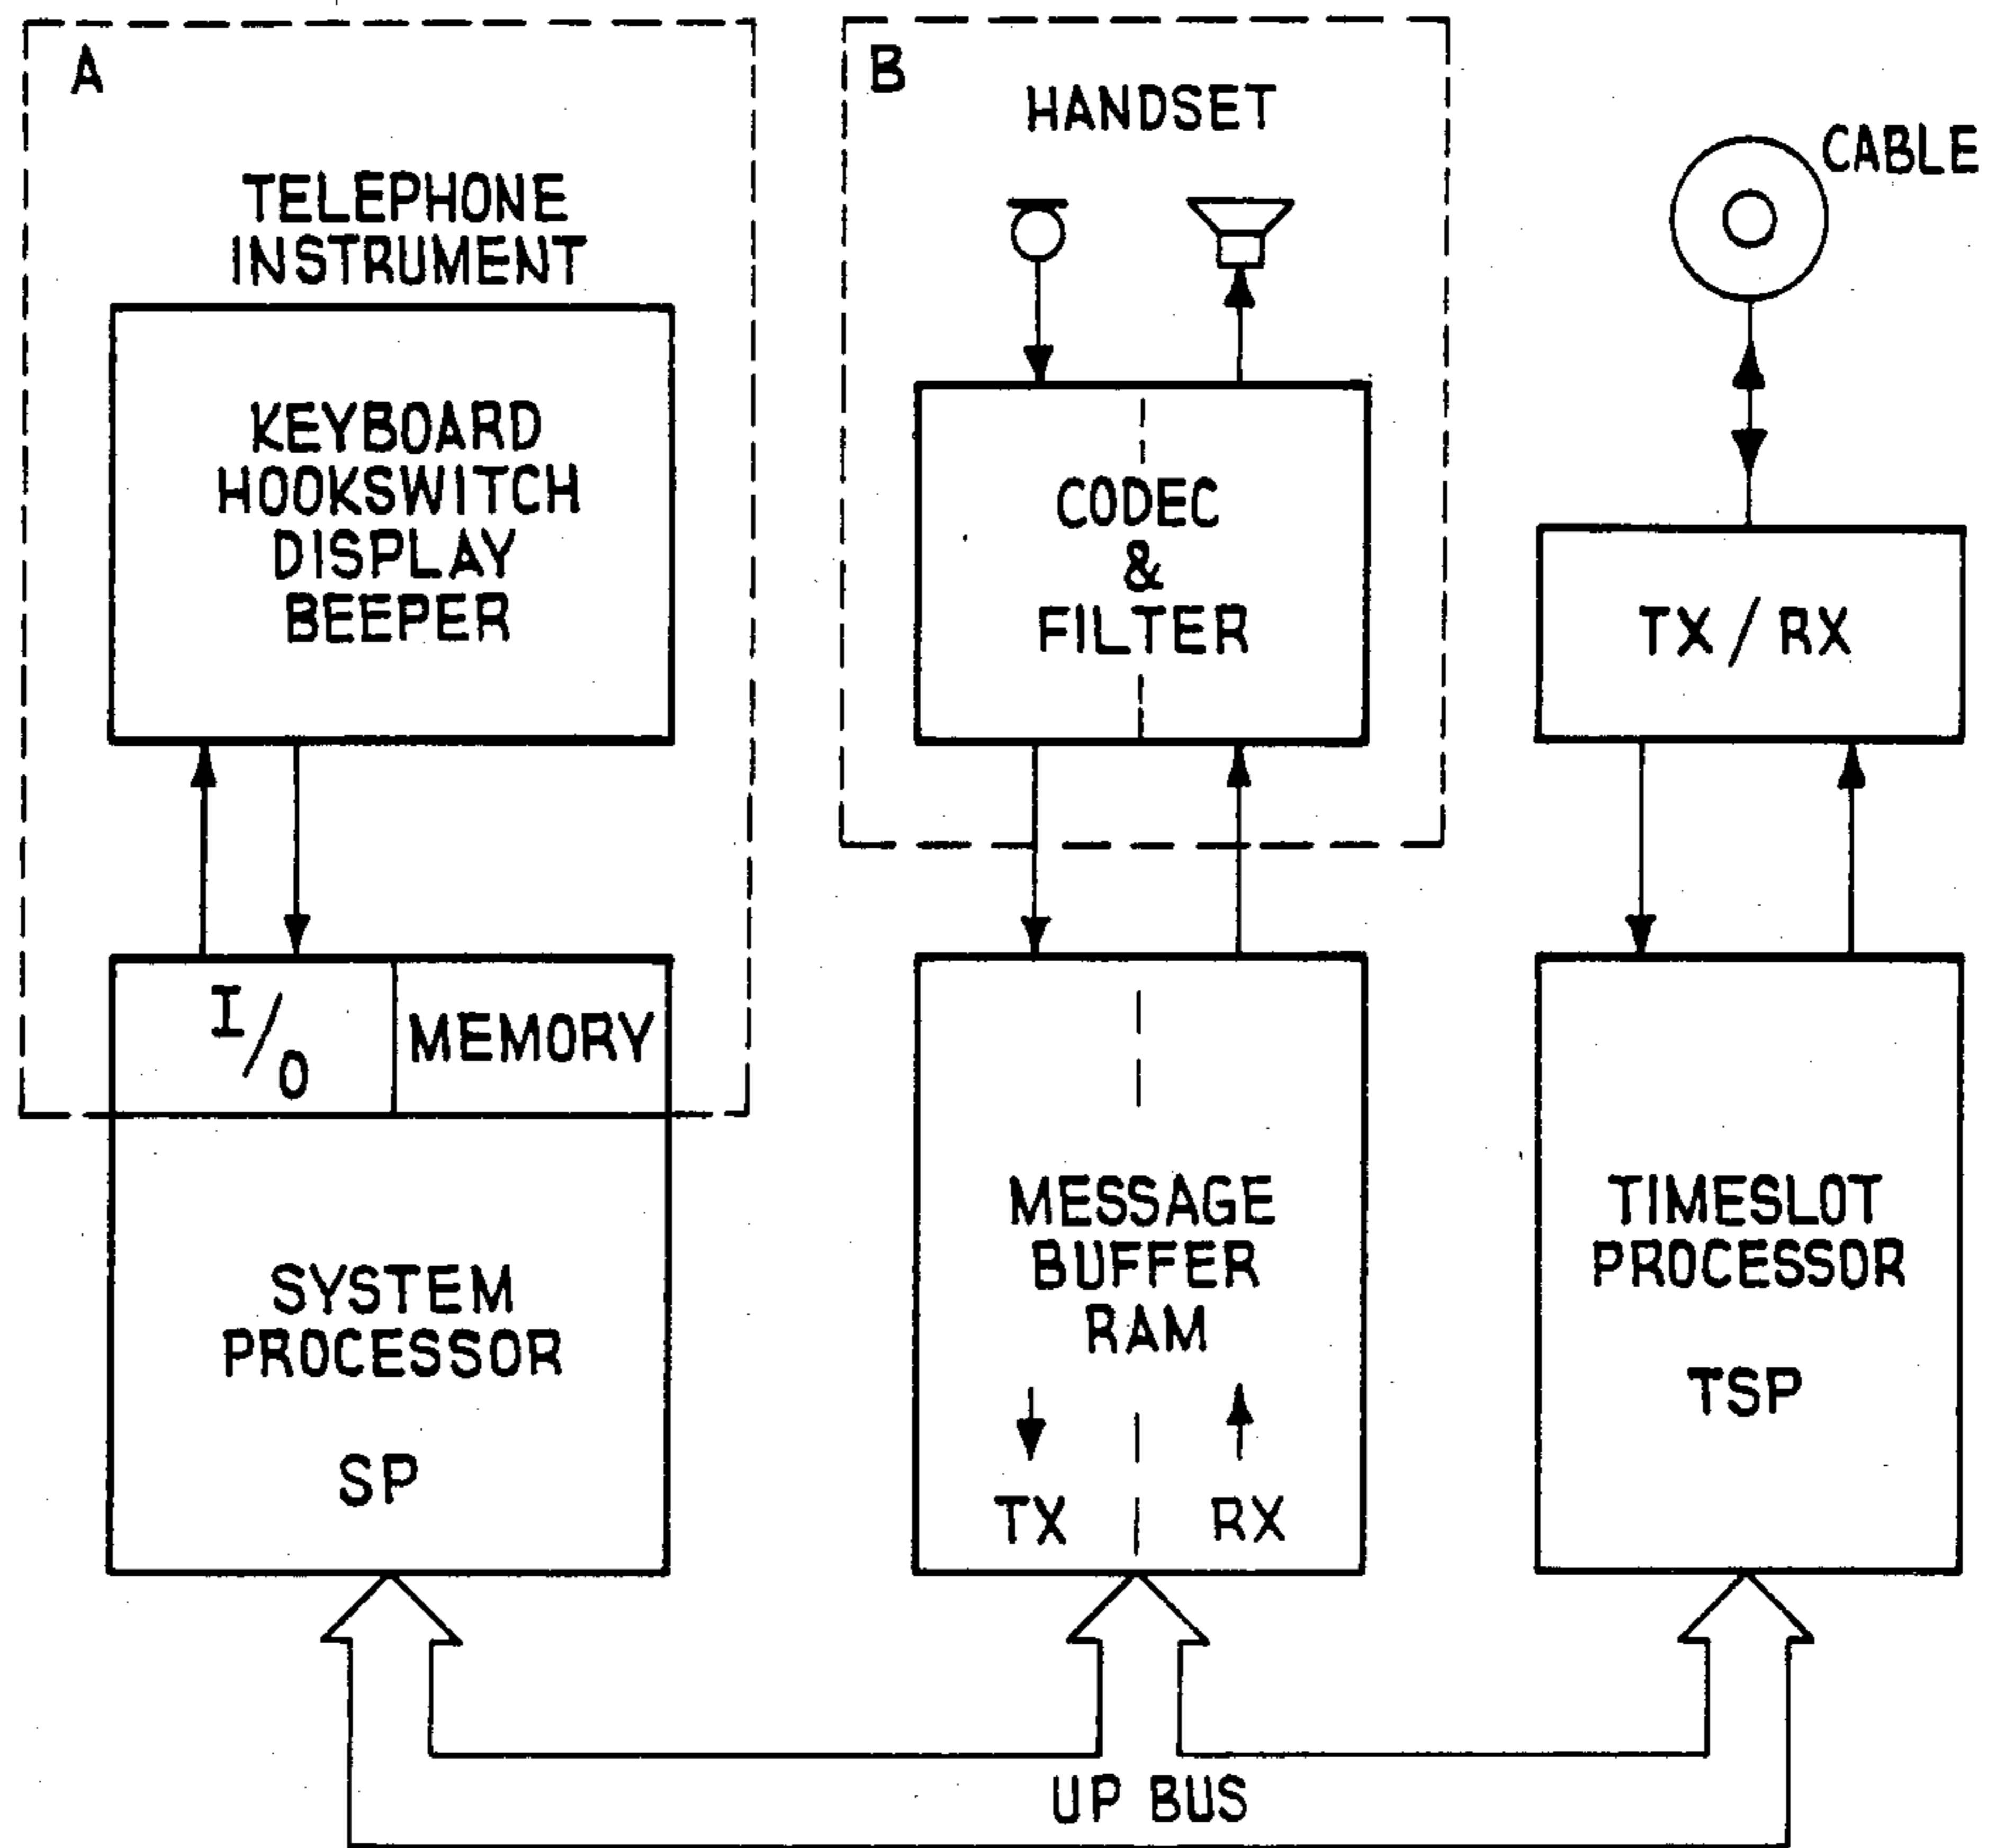 A
TELEPHONE
INSTRUMENT
KEYBOARD
HOOKSWITCH
DISPLAY
BEEPER
I/O
MEMORY
SYSTEM
PROCESSOR
SP
B
HANDSET
CODEC
&
FILTER
MESSAGE
BUFFER
RAM
TX
RX
CABLE
TX / RX
TIMESLOT
PROCESSOR
TSP
UP BUS